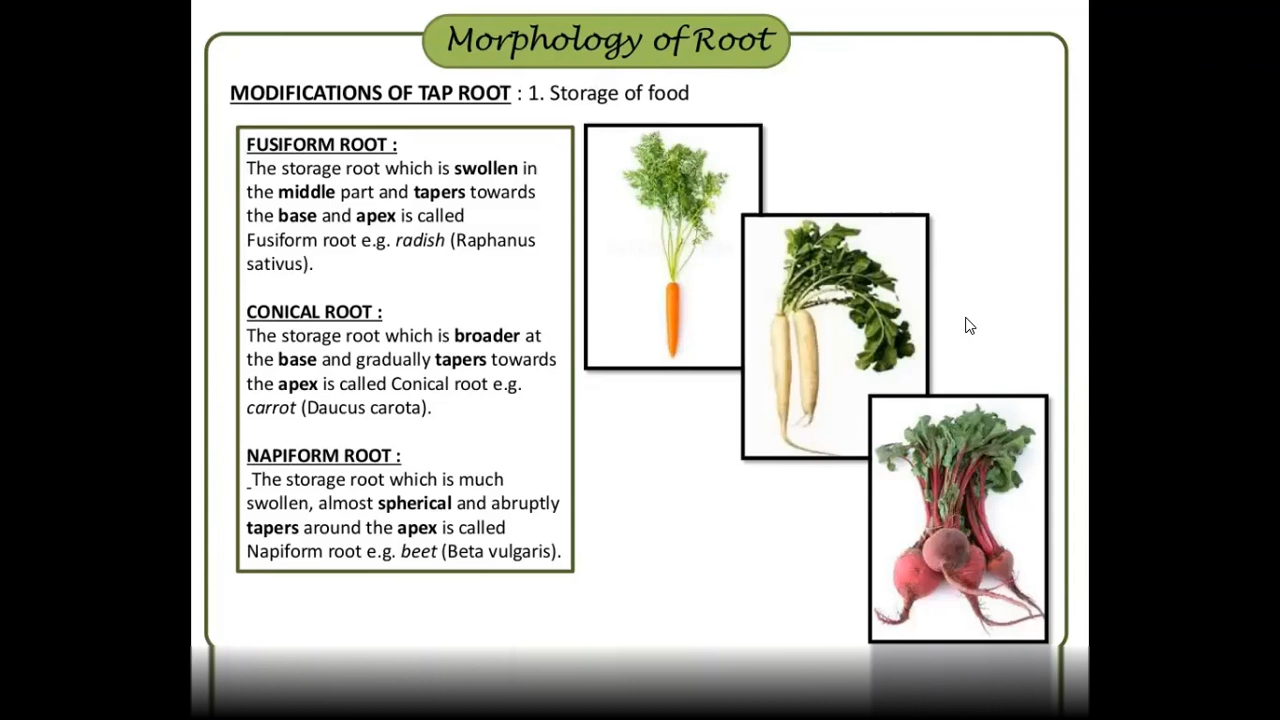 Morphology of Root
MODIFICATIONS OF TAP ROOT : 1. Storage of food
FUSIFORM ROOT :
The storage root which is swollen in
the middle part and tapers towards
the base and apex is called
Fusiform root e.g. radish (Raphanus
sativus).
CONICAL ROOT :
The storage root which is broader at
the base and gradually tapers towards
the apex is called Conical root e.g.
carrot (Daucus carota).
NAPIFORM ROOT :
The storage root which is much
swollen, almost spherical and abruptly
tapers around the apex is called
Napiform root e.g. beet (Beta vulgaris).